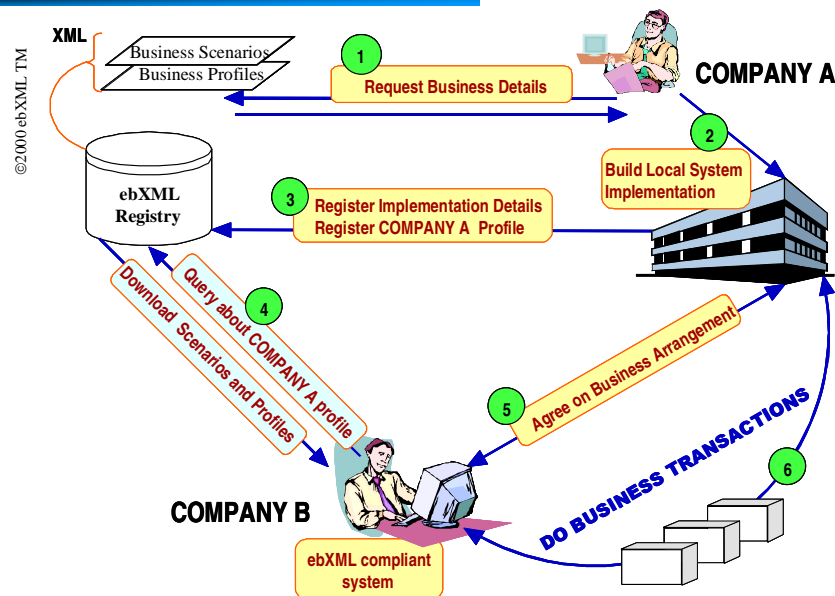 ©2000 ebXML TM
XML
Business Scenarios
Business Profiles
1
Request Business Details
COMPANY A
2
Build Local System
Implementation
ebXML
Registry
3
Register Implementation Details
Register COMPANY A Profile
4
Query about COMPANY A profile
Download Scenarios and Profiles
5
Agree on Business Arrangement
6
DO BUSINESS TRANSACTIONS
COMPANY B
ebXML compliant
system